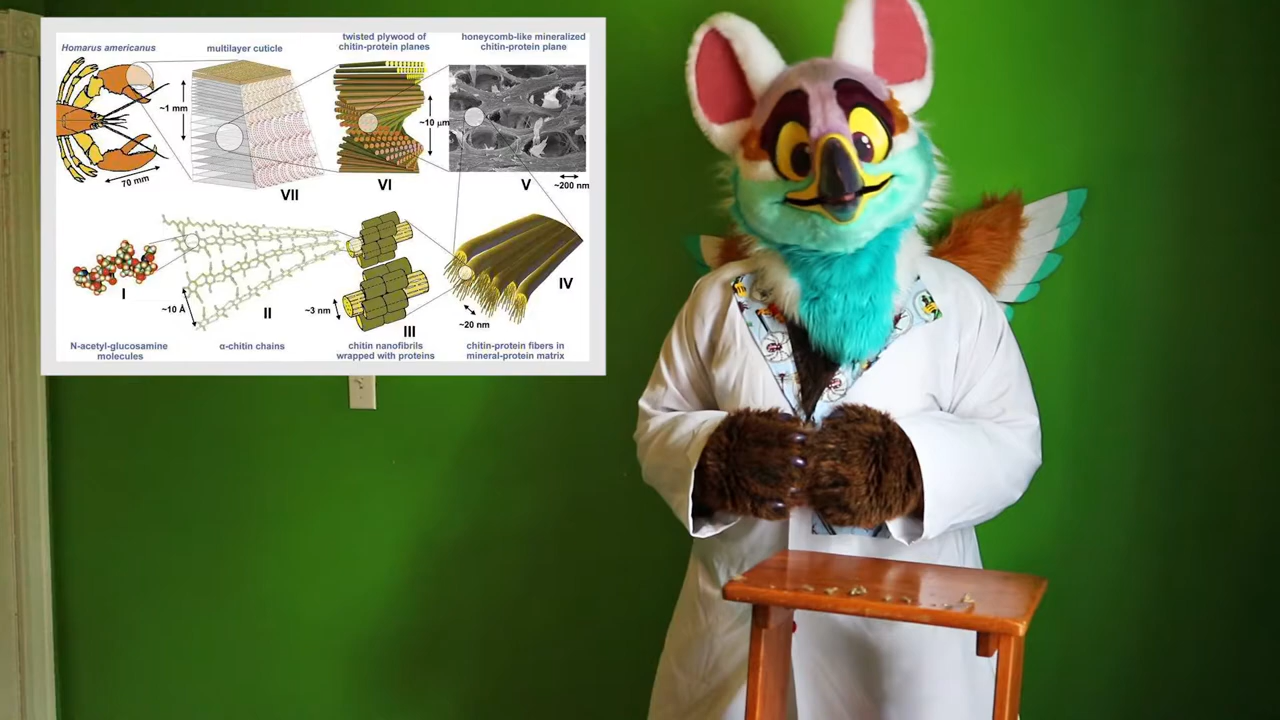 Homarus americanus
multilayer cuticle
twisted plywood of
chitin-protein planes
honeycomb-like mineralized
chitin-protein plane
~1 mm
~10 μm
70 mm
VII
VI
V
~200 nm
I
~10 Å
II
~3 nm
III
~20 nm
IV
N-acetyl-glucosamine
molecules
α-chitin chains
chitin nanofibrils
wrapped with proteins
chitin-protein fibers in
mineral-protein matrix